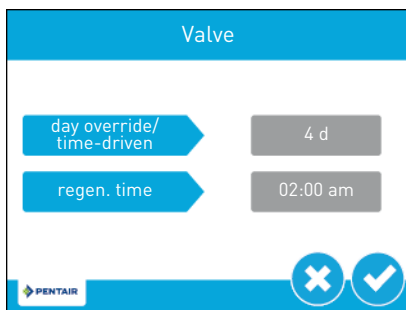 Valve
day override/
time-driven
4 d
regen. time
02:00 am
PENTAIR